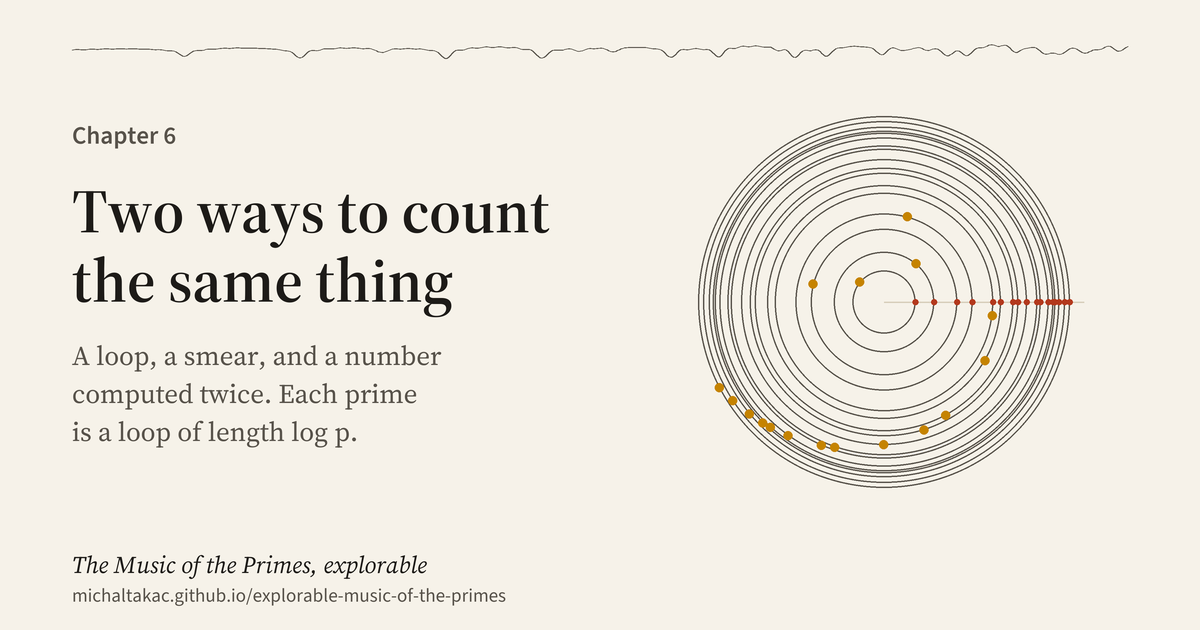 Chapter 6
Two ways to count
the same thing
A loop, a smear, and a number
computed twice. Each prime
is a loop of length log p.
The Music of the Primes, explorable
michaltakac.github.io/explorable-music-of-the-primes